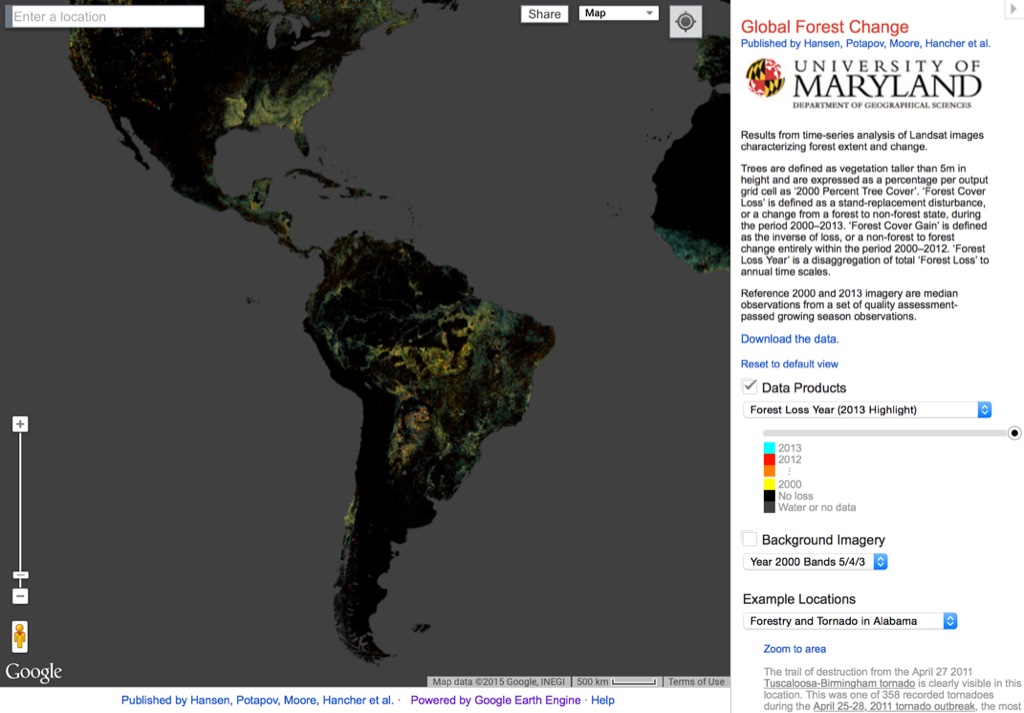 Enter a location
Share
Map
Global Forest Change
Published by Hansen, Potapov, Moore, Hancher et al.
UNIVERSITY OF
MARYLAND
DEPARTMENT OF GEOGRAPHICAL SCIENCES
Results from time-series analysis of Landsat images
characterizing forest extent and change.
Trees are defined as vegetation taller than 5m in
height and are expressed as a percentage per output
grid cell as '2000 Percent Tree Cover'. 'Forest Cover
Loss' is defined as a stand-replacement disturbance,
or a change from a forest to non-forest state, during
the period 2000–2013. 'Forest Cover Gain' is defined
as the inverse of loss, or a non-forest to forest
change entirely within the period 2000–2012. 'Forest
Loss Year' is a disaggregation of total 'Forest Loss' to
annual time scales.
Reference 2000 and 2013 imagery are median
observations from a set of quality assessment-
passed growing season observations.
Download the data.
Reset to default view
Data Products
Forest Loss Year (2013 Highlight)
2013
2012
⋮
2000
No loss
Water or no data
Background Imagery
Year 2000 Bands 5/4/3
Example Locations
Forestry and Tornado in Alabama
Zoom to area
The trail of destruction from the April 27 2011
Tuscaloosa-Birmingham tornado is clearly visible in this
location. This was one of 358 recorded tornadoes
during the April 25-28, 2011 tornado outbreak, the most
Google
Map data ©2015 Google, INEGI
500 km
Terms of Use
Published by Hansen, Potapov, Moore, Hancher et al. · Powered by Google Earth Engine · Help